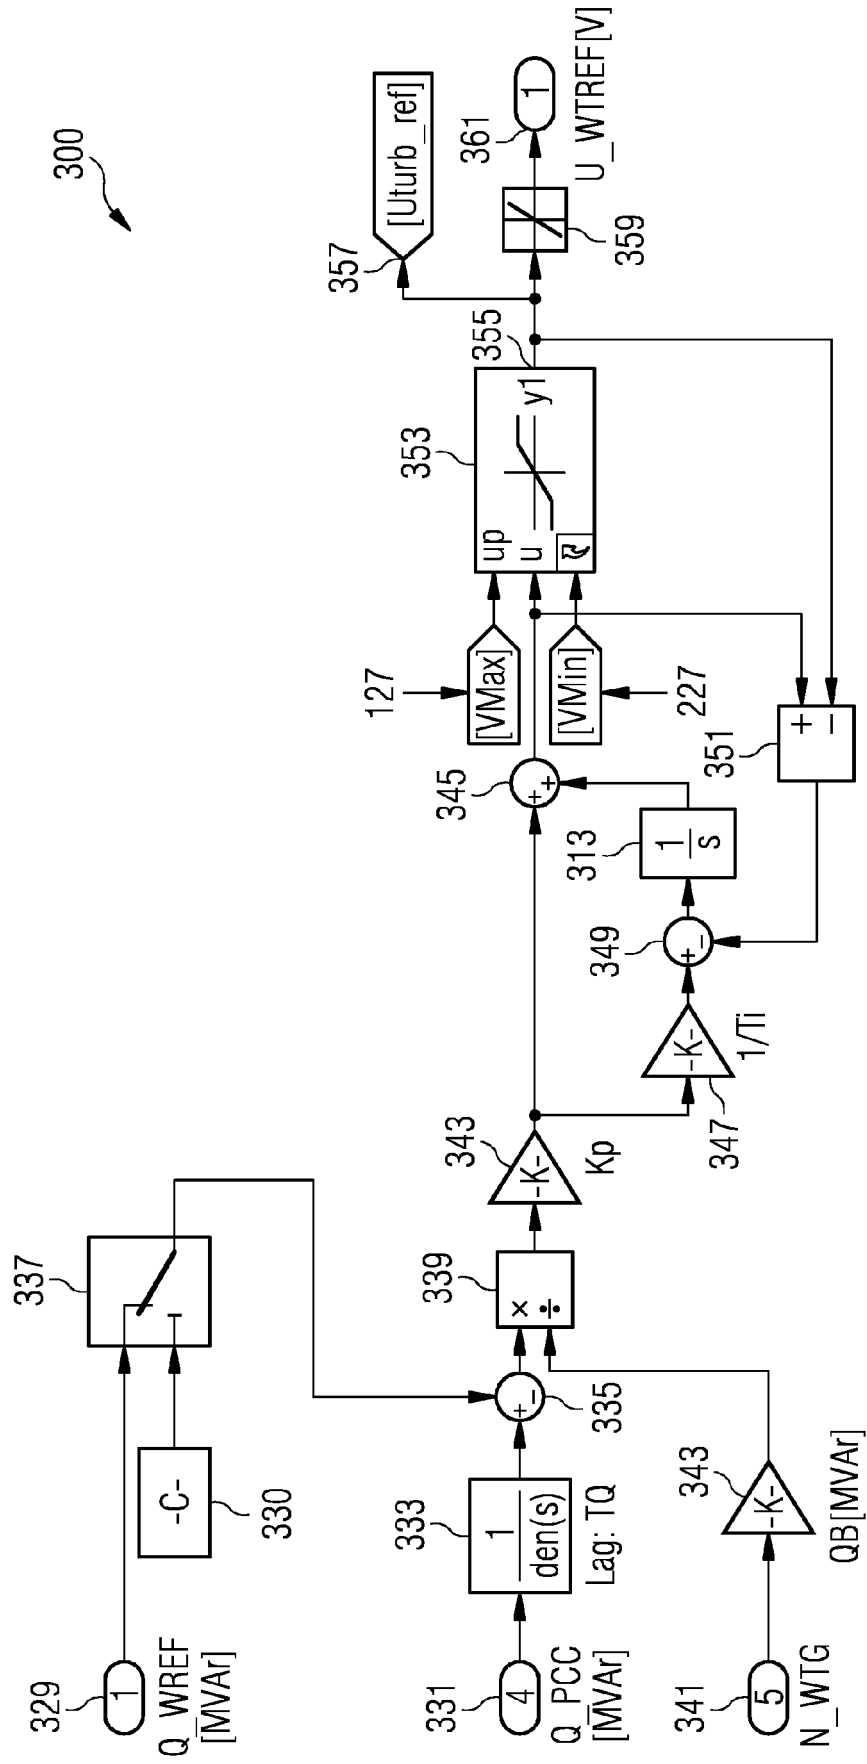 300
329
1
Q_WREF
[MVAr]
-C-
330
337
331
4
Q_PCC
[MVAr]
333
1
den(s)
Lag: TQ
+
−
335
341
5
N_WTG
343
-K-
QB[MVAr]
339
×
÷
343
-K-
Kp
347
-K-
1/Ti
349
+
−
313
1
s
345
+
+
351
+
−
127
[VMax]
[VMin]
227
353
up
u
y1
355
357
[Uturb_ref]
359
361
1
U_WTREF[V]